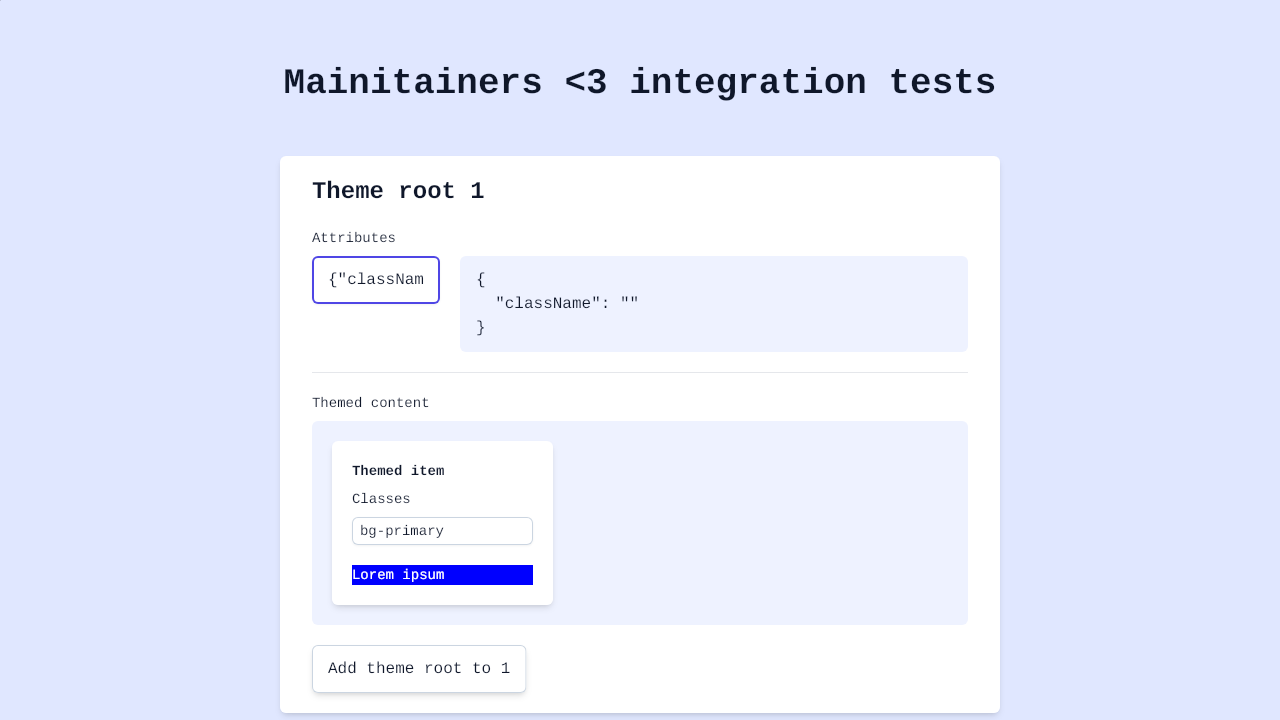 Mainitainers <3 integration tests
Theme root 1
Attributes
{"classNam
{
  "className": ""
}
Themed content
Themed item
Classes
bg-primary
Lorem ipsum
Add theme root to 1